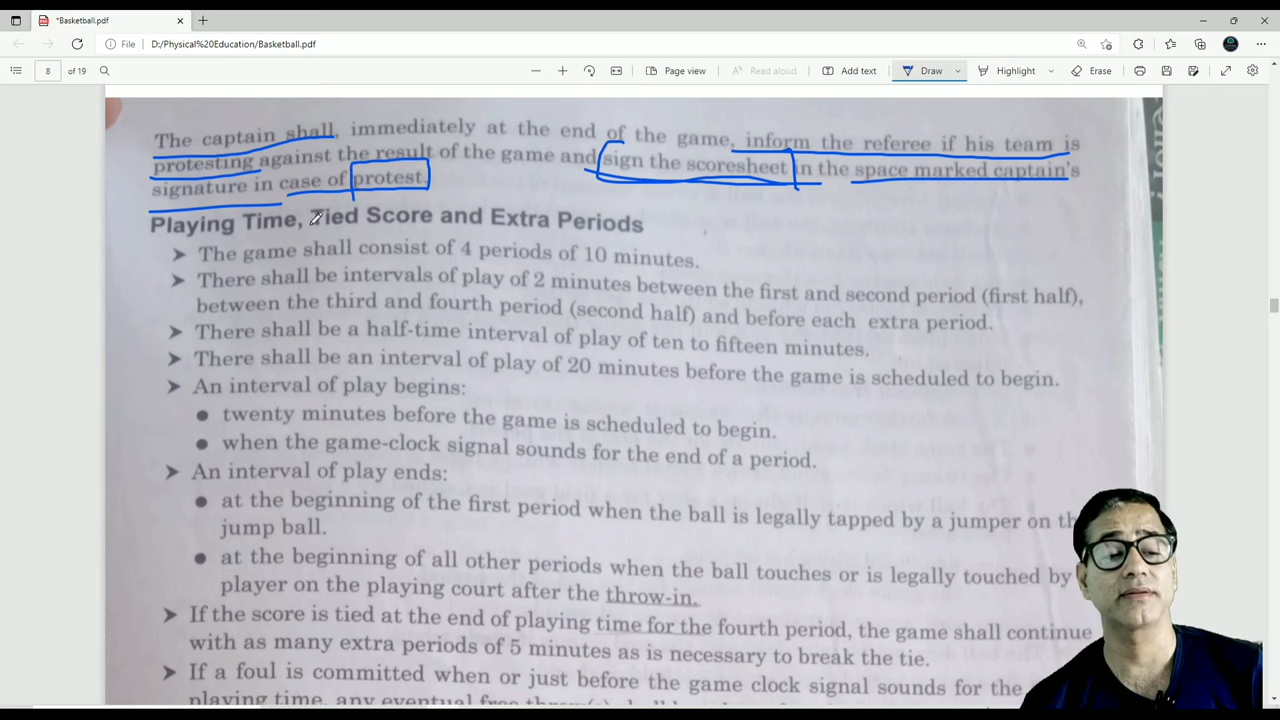 *Basketball.pdf
File
D:/Physical%20Education/Basketball.pdf
8 of 19
Page view
Read aloud
Add text
Draw
Highlight
Erase
The captain shall, immediately at the end of the game, inform the referee if his team is
protesting against the result of the game and sign the scoresheet in the space marked captain's
signature in case of protest.
Playing Time, Tied Score and Extra Periods
➤ The game shall consist of 4 periods of 10 minutes.
➤ There shall be intervals of play of 2 minutes between the first and second period (first half),
between the third and fourth period (second half) and before each extra period.
➤ There shall be a half-time interval of play of ten to fifteen minutes.
➤ There shall be an interval of play of 20 minutes before the game is scheduled to begin.
➤ An interval of play begins:
● twenty minutes before the game is scheduled to begin.
● when the game-clock signal sounds for the end of a period.
➤ An interval of play ends:
● at the beginning of the first period when the ball is legally tapped by a jumper on th
jump ball.
● at the beginning of all other periods when the ball touches or is legally touched by
player on the playing court after the throw-in.
➤ If the score is tied at the end of playing time for the fourth period, the game shall continue
with as many extra periods of 5 minutes as is necessary to break the tie.
➤ If a foul is committed when or just before the game clock signal sounds for the
playing time, any eventual free throw(s) shall be